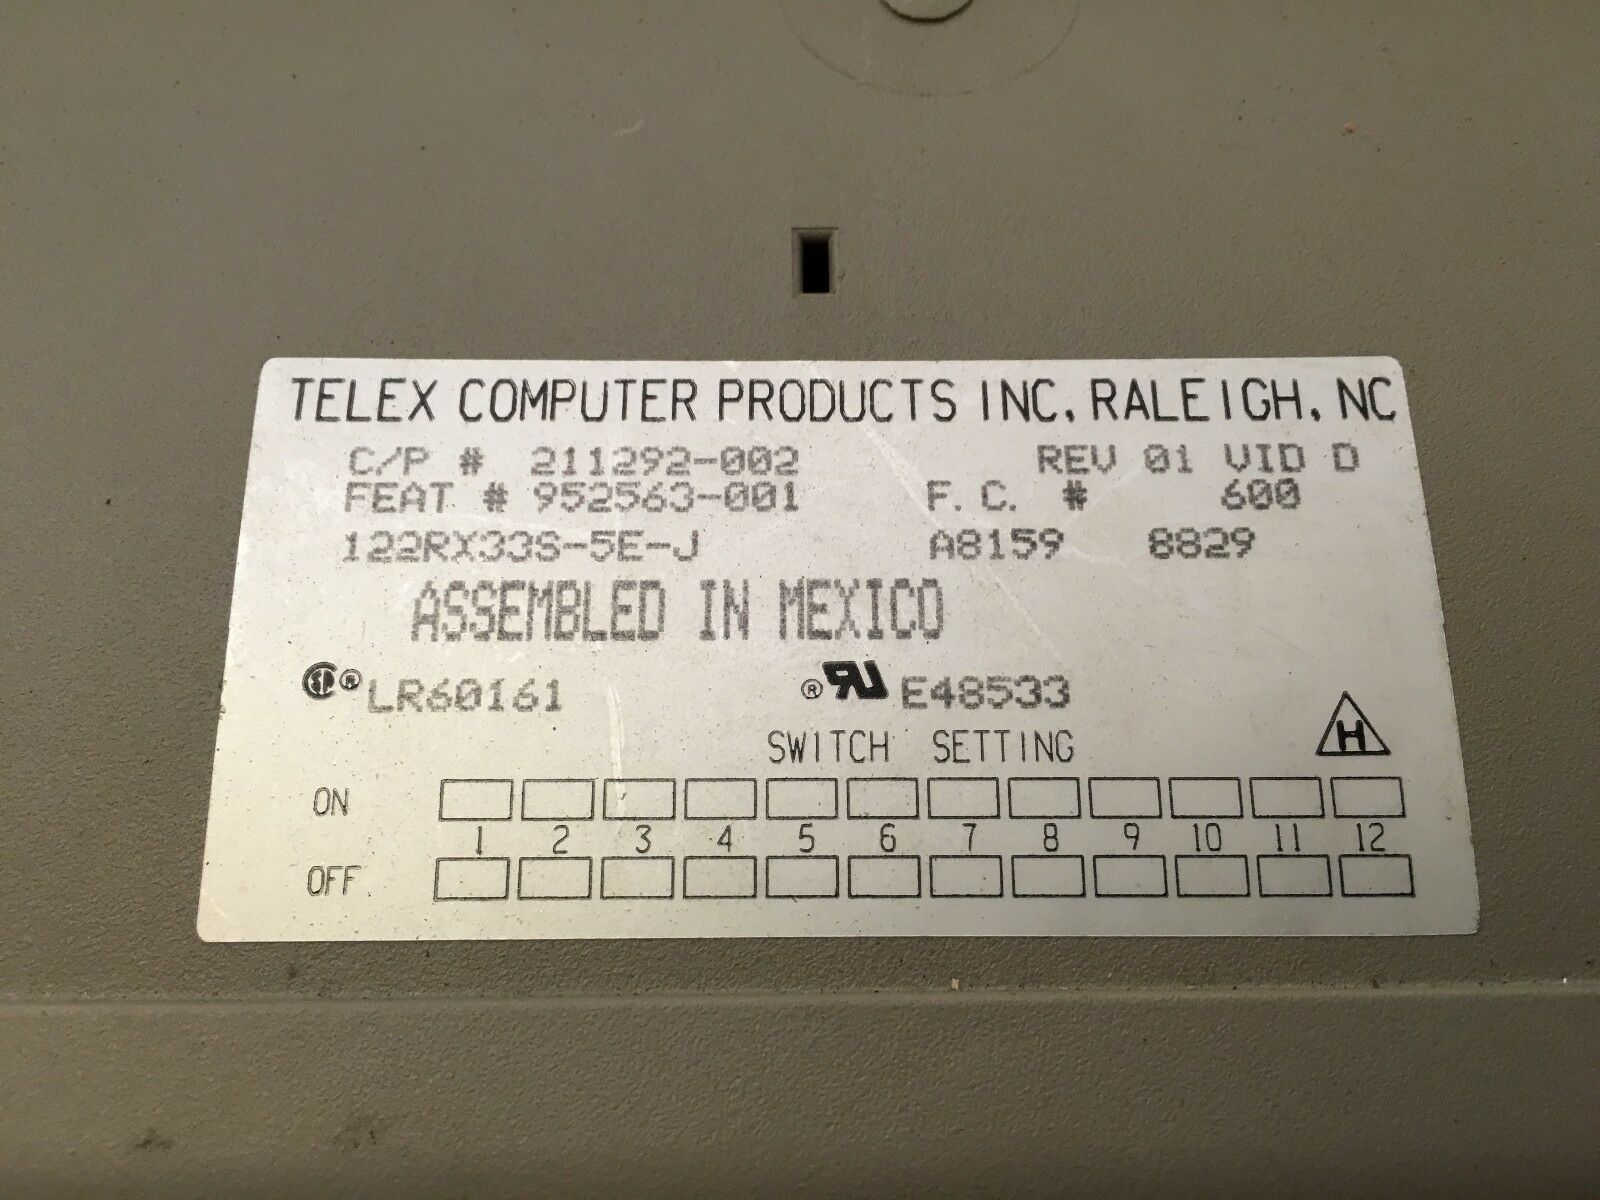 TELEX COMPUTER PRODUCTS INC, RALEIGH, NC
C/P # 211292-002 REV 01 VID D
FEAT # 952563-001 F.C. # 600
122RX33S-5E-J A8159 8829
ASSEMBLED IN MEXICO
SA ® LR60161 ® RU E48533
SWITCH SETTING H
ON
1 2 3 4 5 6 7 8 9 10 11 12
OFF